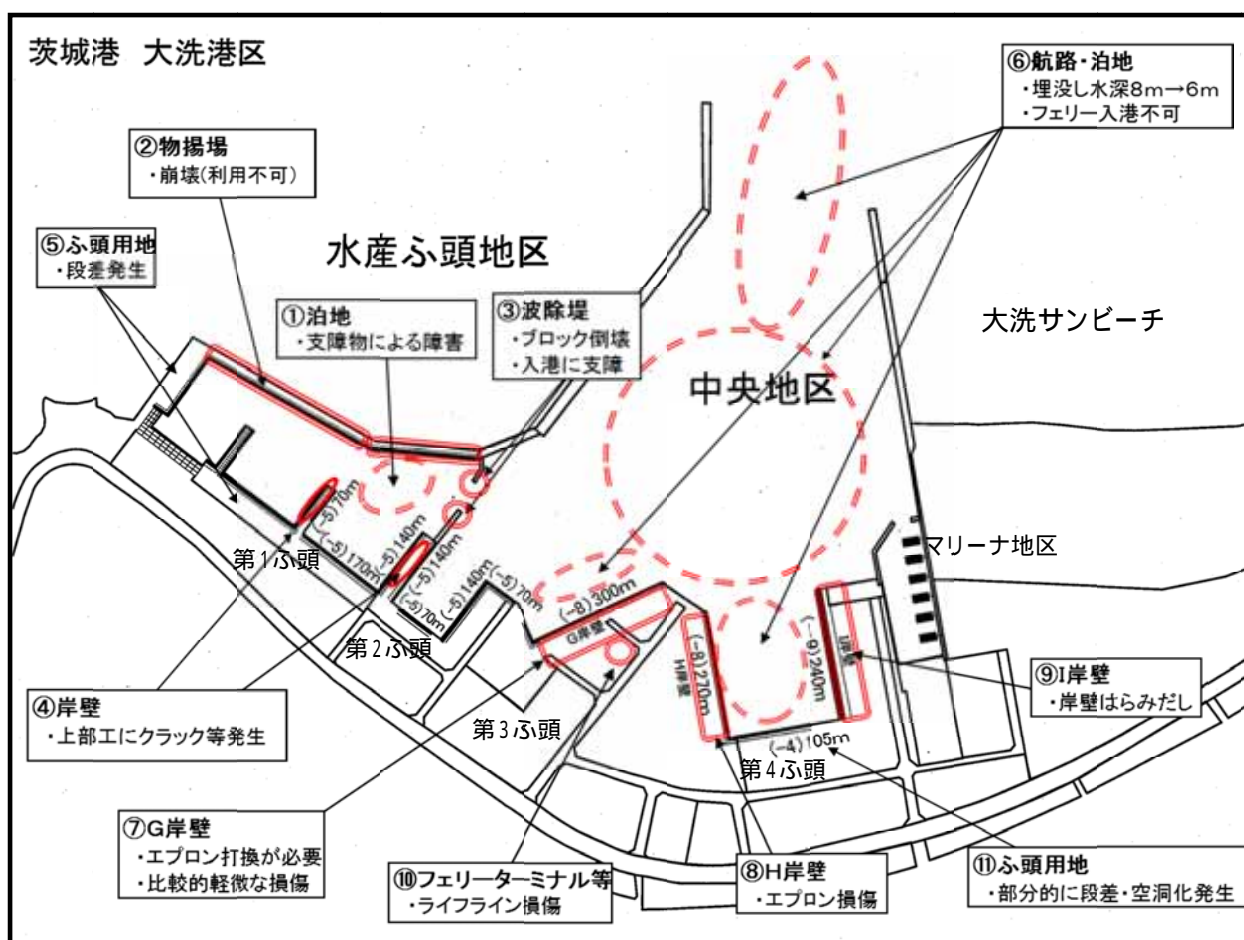 茨城港 大洗港区
⑥航路・泊地
・埋没し水深8m→6m
・フェリー入港不可
②物揚場
・崩壊(利用不可)
⑤ふ頭用地
・段差発生
水産ふ頭地区
①泊地
・支障物による障害
③波除堤
・ブロック倒壊
・入港に支障
大洗サンビーチ
中央地区
マリーナ地区
(-5)70m
(-5)170m
(-5)140m
(-5)140m
(-5)70m
(-5)140m
(-5)70m
(-8)300m
G岸壁
(-8)270m
H岸壁
(-9)240m
I岸壁
(-4)105m
第1ふ頭
第2ふ頭
第3ふ頭
第4ふ頭
④岸壁
・上部工にクラック等発生
⑨I岸壁
・岸壁はらみだし
⑦G岸壁
・エプロン打換が必要
・比較的軽微な損傷
⑩フェリーターミナル等
・ライフライン損傷
⑧H岸壁
・エプロン損傷
⑪ふ頭用地
・部分的に段差・空洞化発生